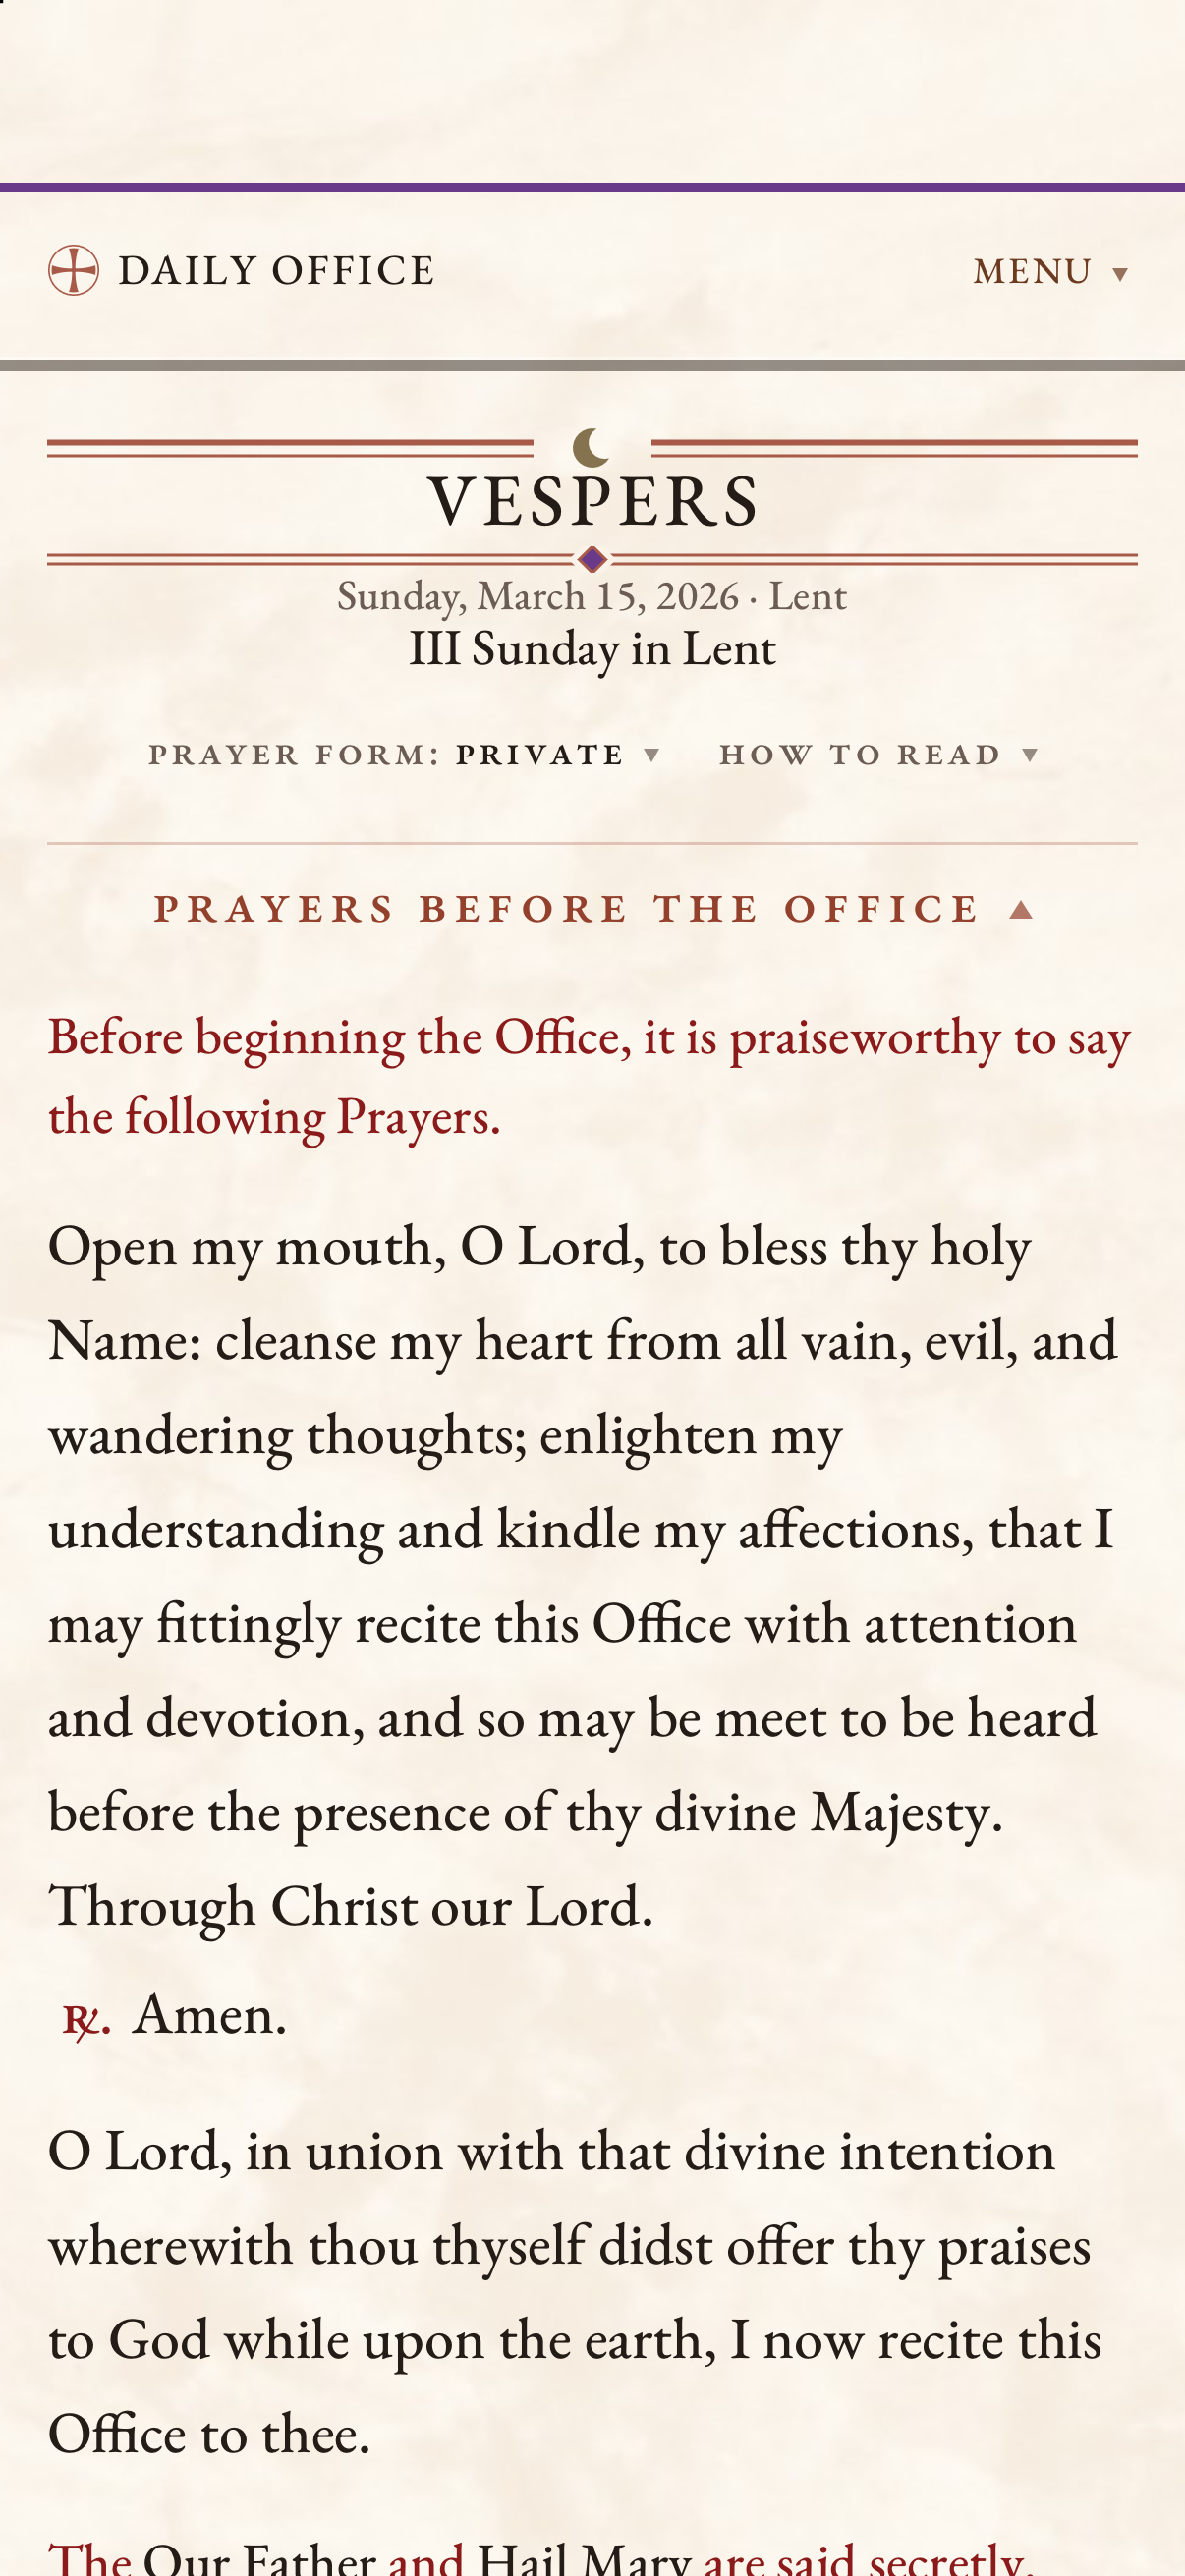 DAILY OFFICE
MENU ▼
VESPERS
Sunday, March 15, 2026 · Lent
III Sunday in Lent
PRAYER FORM: PRIVATE ▼ HOW TO READ ▼
PRAYERS BEFORE THE OFFICE ▲
Before beginning the Office, it is praiseworthy to say
the following Prayers.
Open my mouth, O Lord, to bless thy holy
Name: cleanse my heart from all vain, evil, and
wandering thoughts; enlighten my
understanding and kindle my affections, that I
may fittingly recite this Office with attention
and devotion, and so may be meet to be heard
before the presence of thy divine Majesty.
Through Christ our Lord.
℟. Amen.
O Lord, in union with that divine intention
wherewith thou thyself didst offer thy praises
to God while upon the earth, I now recite this
Office to thee.
The Our Father and Hail Mary are said secretly.